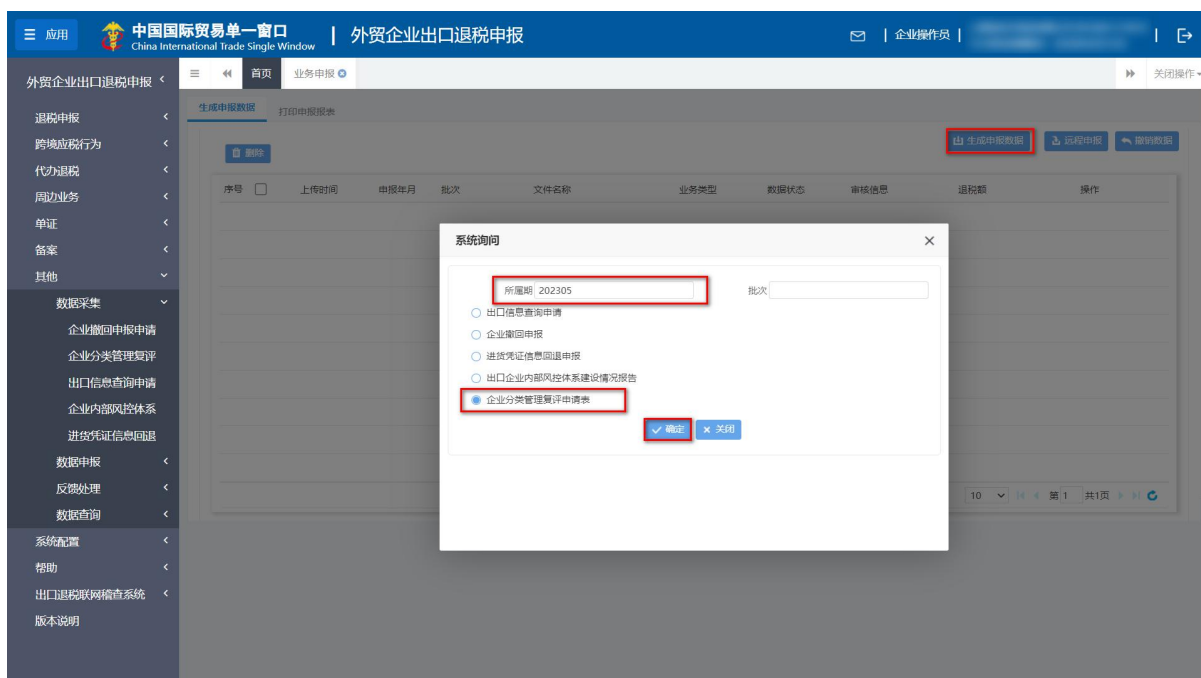 应用
中国国际贸易单一窗口
China International Trade Single Window
外贸企业出口退税申报
企业操作员
外贸企业出口退税申报
首页 业务申报
关闭操作
退税申报
跨境应税行为
代办退税
周边业务
单证
备案
其他
数据采集
企业撤回申报申请
企业分类管理复评
出口信息查询申请
企业内部风控体系
进货凭证信息回退
数据申报
反馈处理
数据查询
系统配置
帮助
出口退税联网稽查系统
版本说明
生成申报数据 打印申报报表
删除
生成申报数据 远程申报 撤销数据
序号 上传时间 申报年月 批次 文件名称 业务类型 数据状态 审核信息 退税额 操作
系统询问
所属期 202305 批次
出口信息查询申请
企业撤回申报
进货凭证信息回退申报
出口企业内部风控体系建设情况报告
企业分类管理复评申请表
确定 关闭
10 第 1 共1页